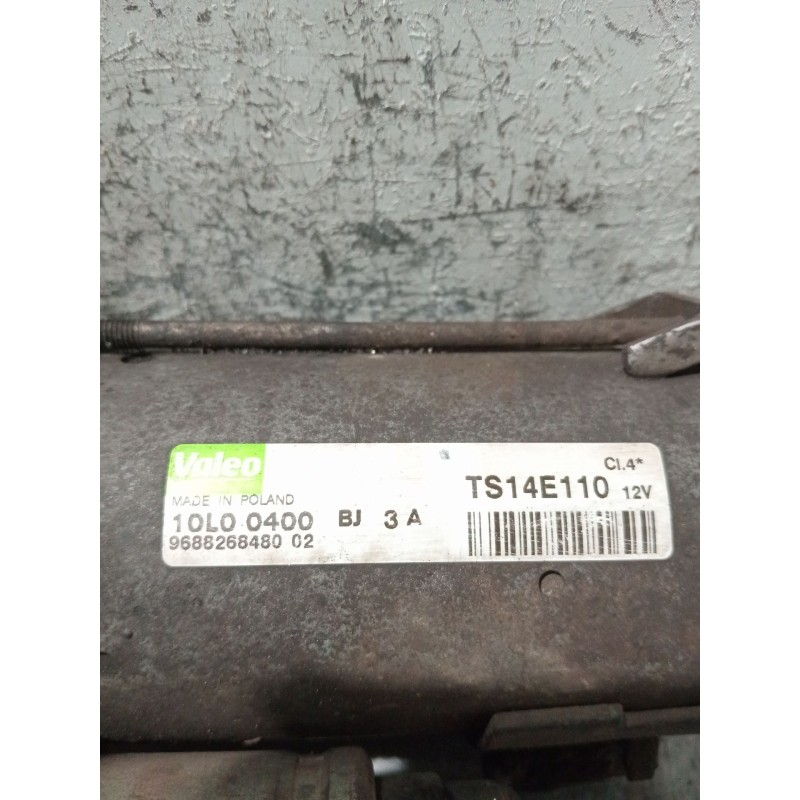 Valeo
Cl.4*
MADE IN POLAND
TS14E110 12V
10L0 0400 BJ 3 A
9688268480 02